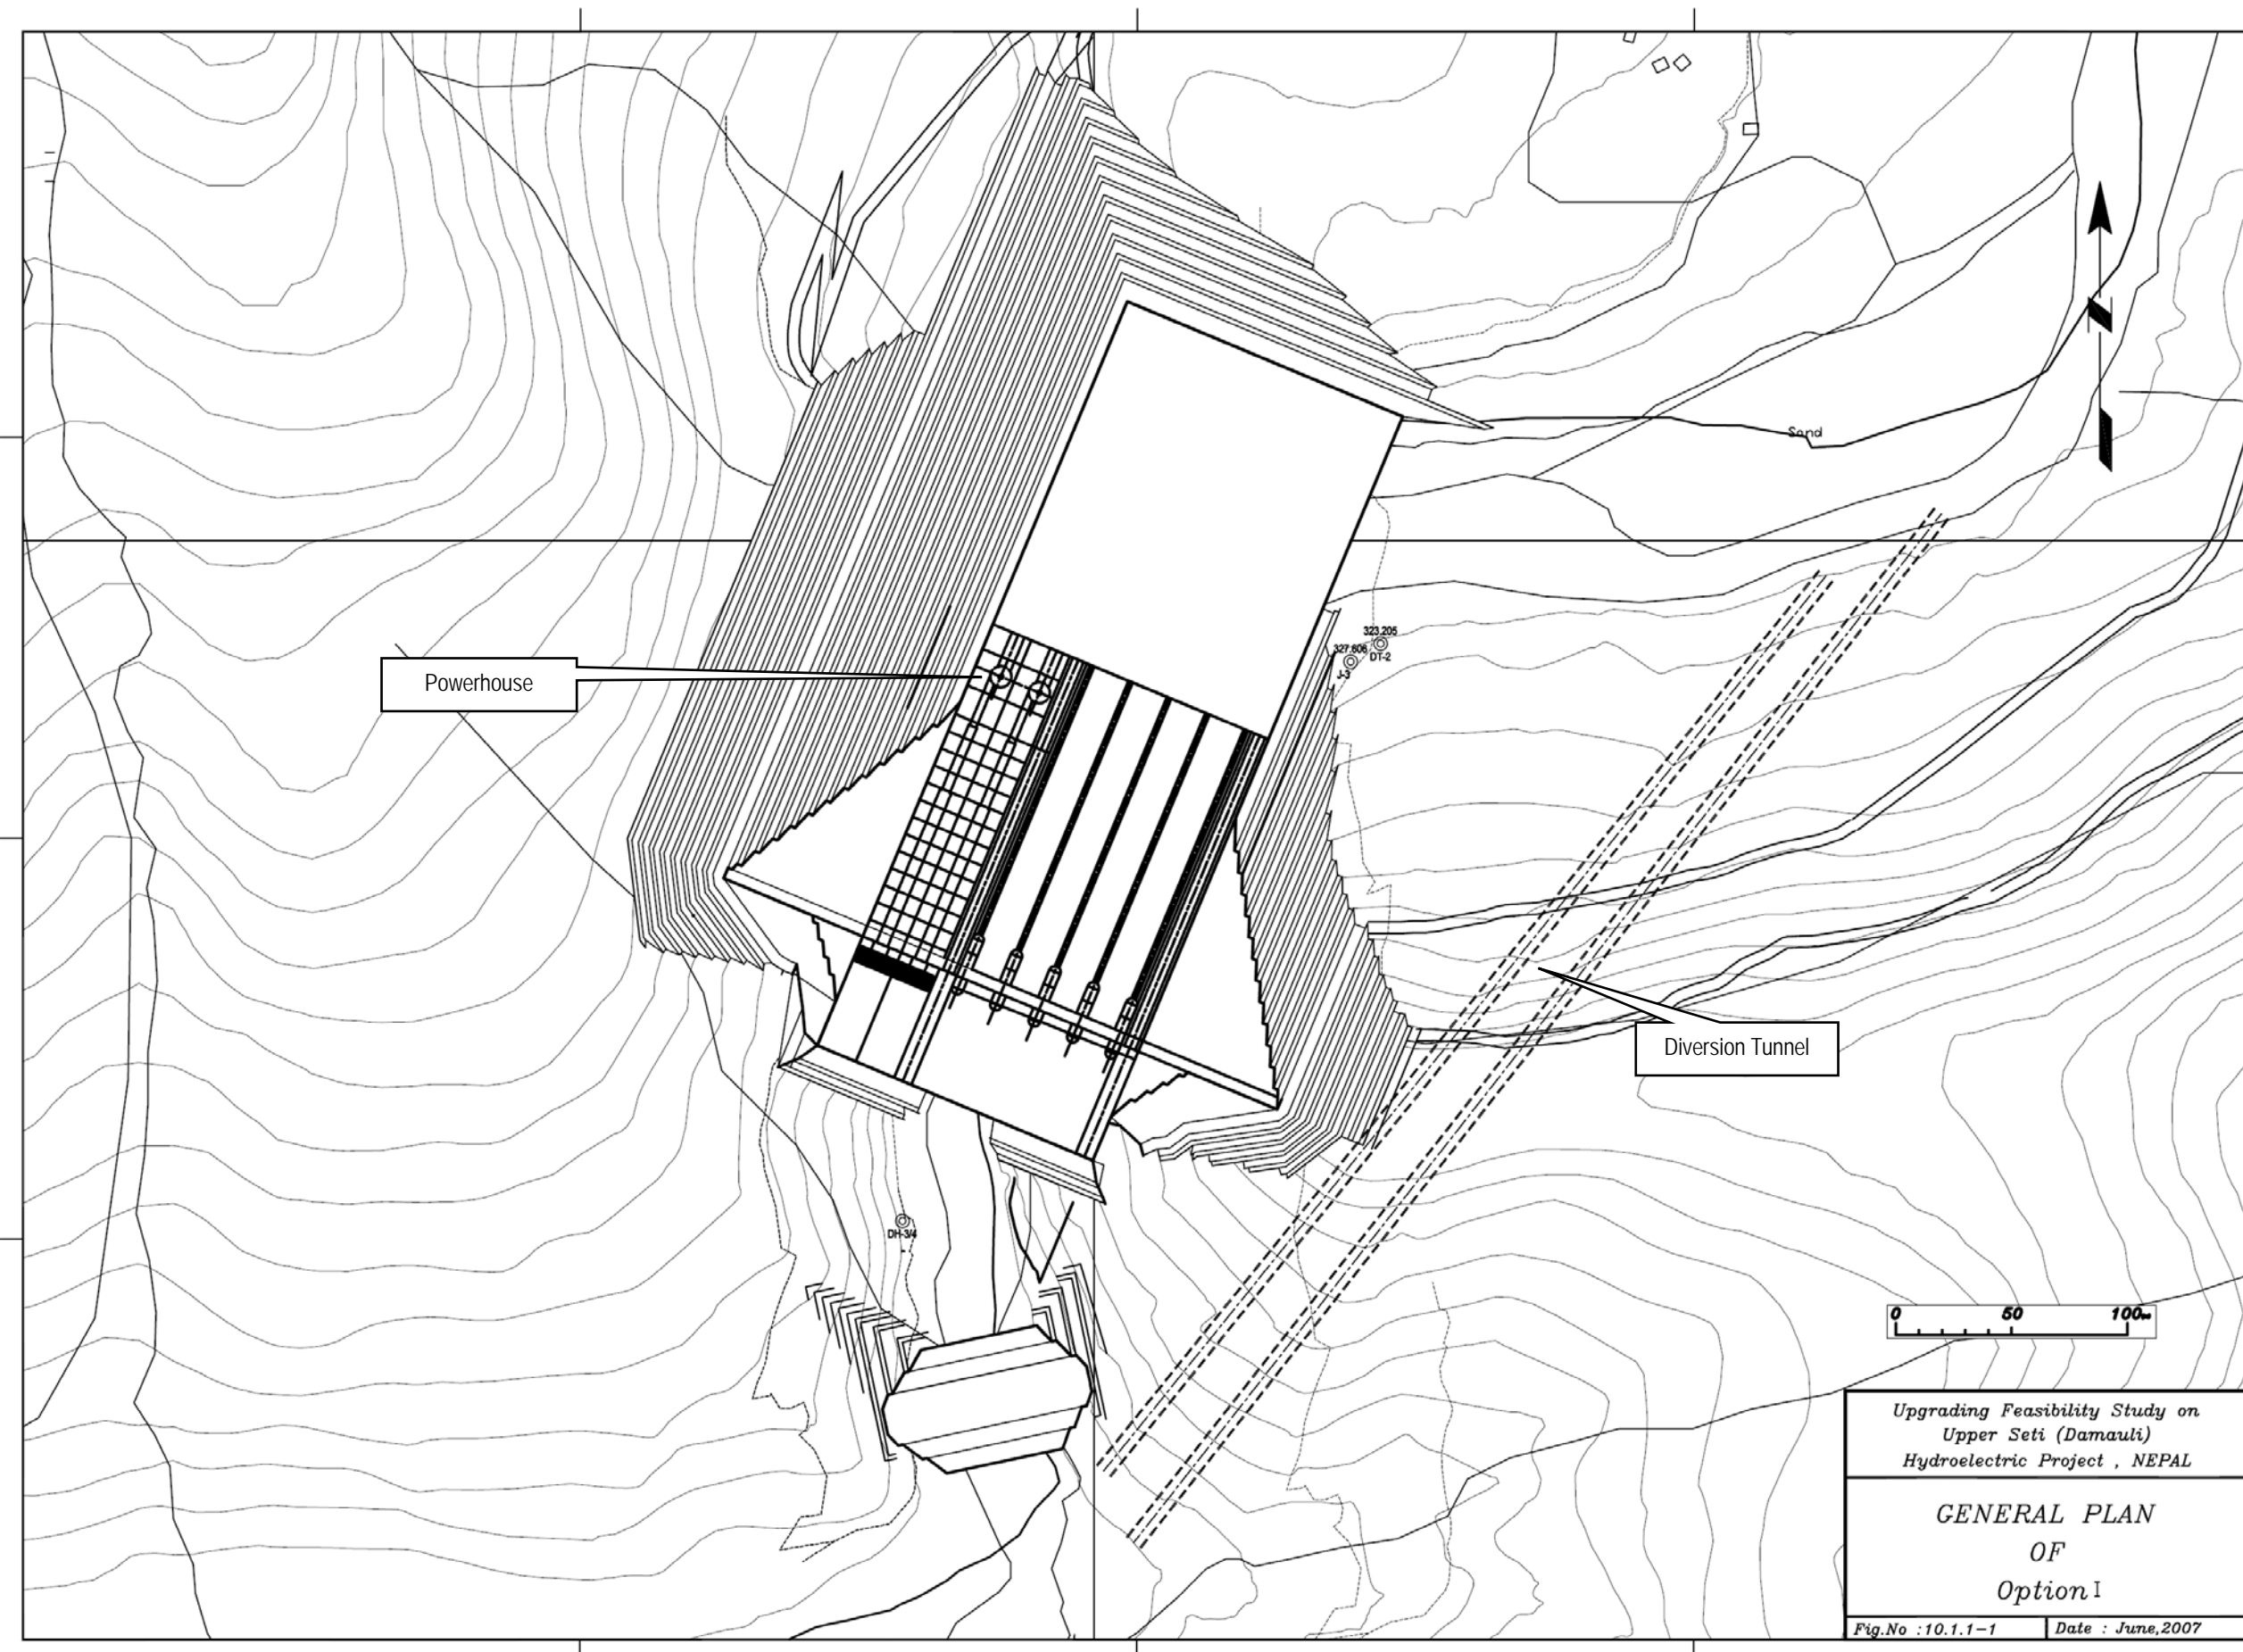 Sand
323.205
DT-2
327.606
J-3
Powerhouse
Diversion Tunnel
DH-3/4
0 50 100m
Upgrading Feasibility Study on
Upper Seti (Damauli)
Hydroelectric Project , NEPAL
GENERAL PLAN
OF
Option I
Fig.No :10.1.1-1
Date : June,2007